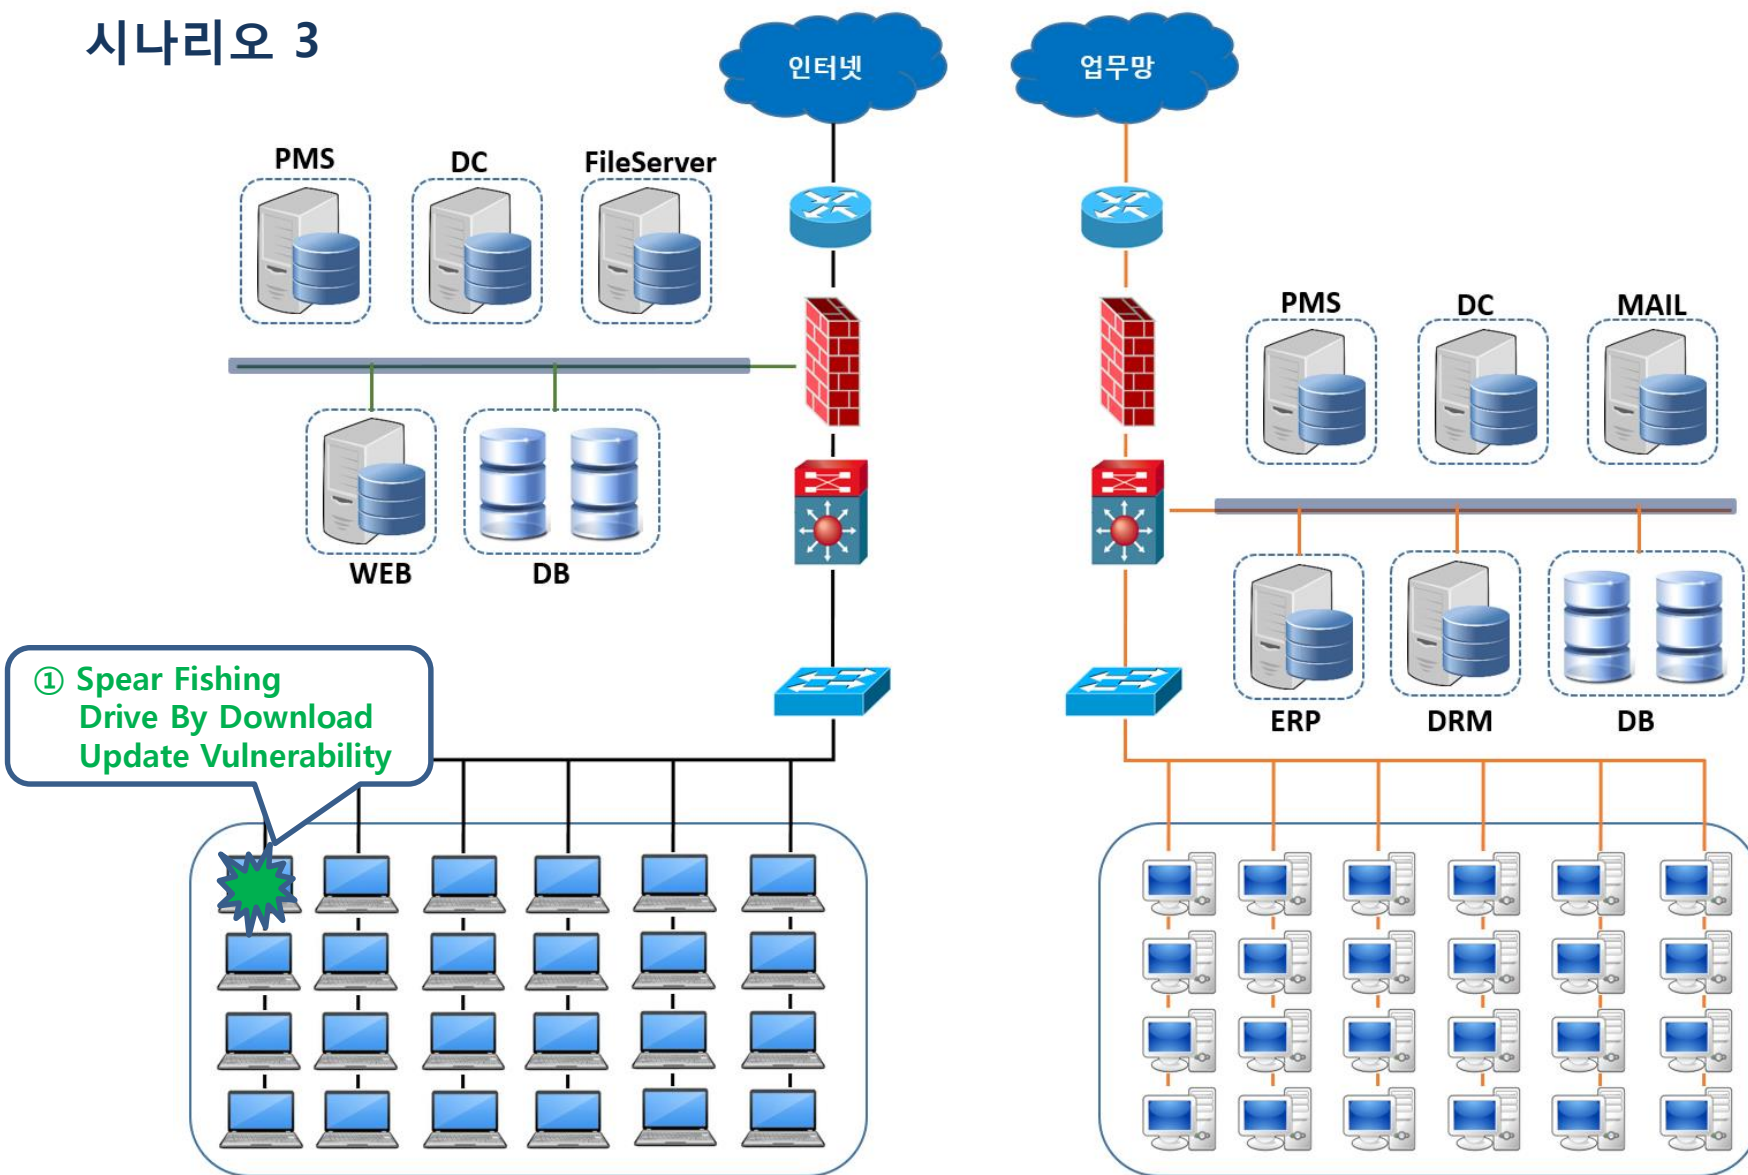 시나리오 3
인터넷
업무망
PMS
DC
FileServer
WEB
DB
PMS
DC
MAIL
ERP
DRM
DB
① Spear Fishing
Drive By Download
Update Vulnerability